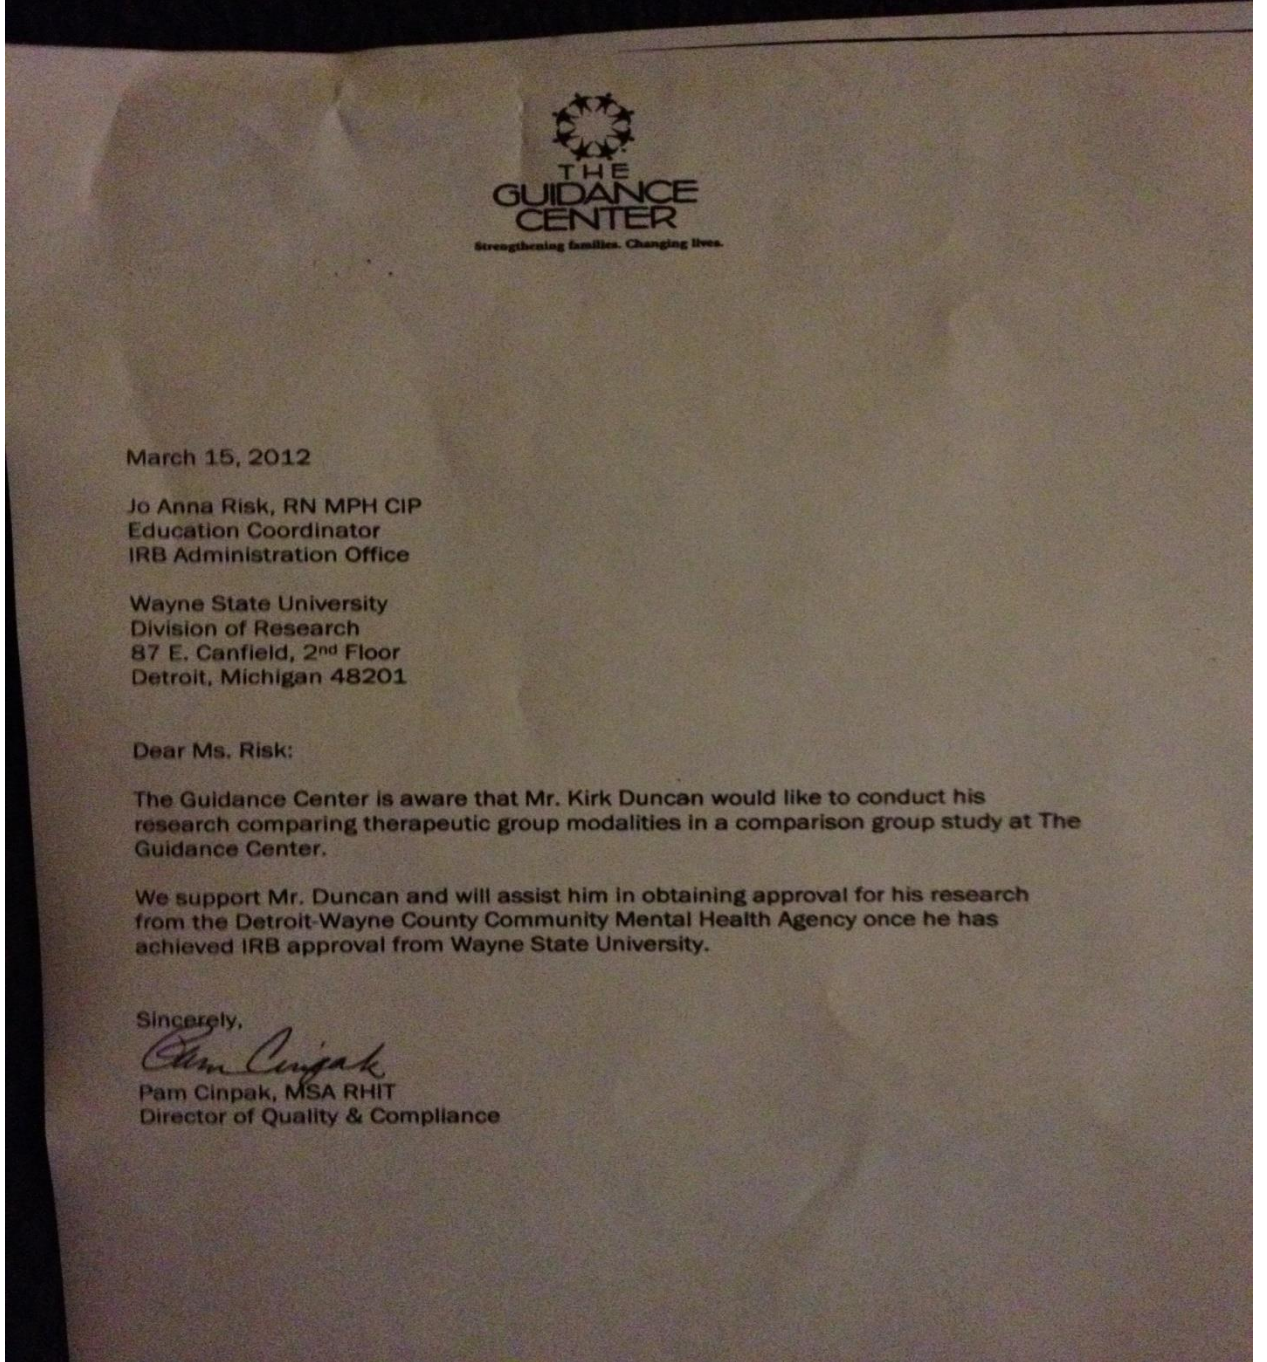 THE
GUIDANCE
CENTER
Strengthening families. Changing lives.
March 15, 2012
Jo Anna Risk, RN MPH CIP
Education Coordinator
IRB Administration Office
Wayne State University
Division of Research
87 E. Canfield, 2nd Floor
Detroit, Michigan 48201
Dear Ms. Risk:
The Guidance Center is aware that Mr. Kirk Duncan would like to conduct his
research comparing therapeutic group modalities in a comparison group study at The
Guidance Center.
We support Mr. Duncan and will assist him in obtaining approval for his research
from the Detroit-Wayne County Community Mental Health Agency once he has
achieved IRB approval from Wayne State University.
Sincerely,
Pam Cinpak
Pam Cinpak, MSA RHIT
Director of Quality & Compliance